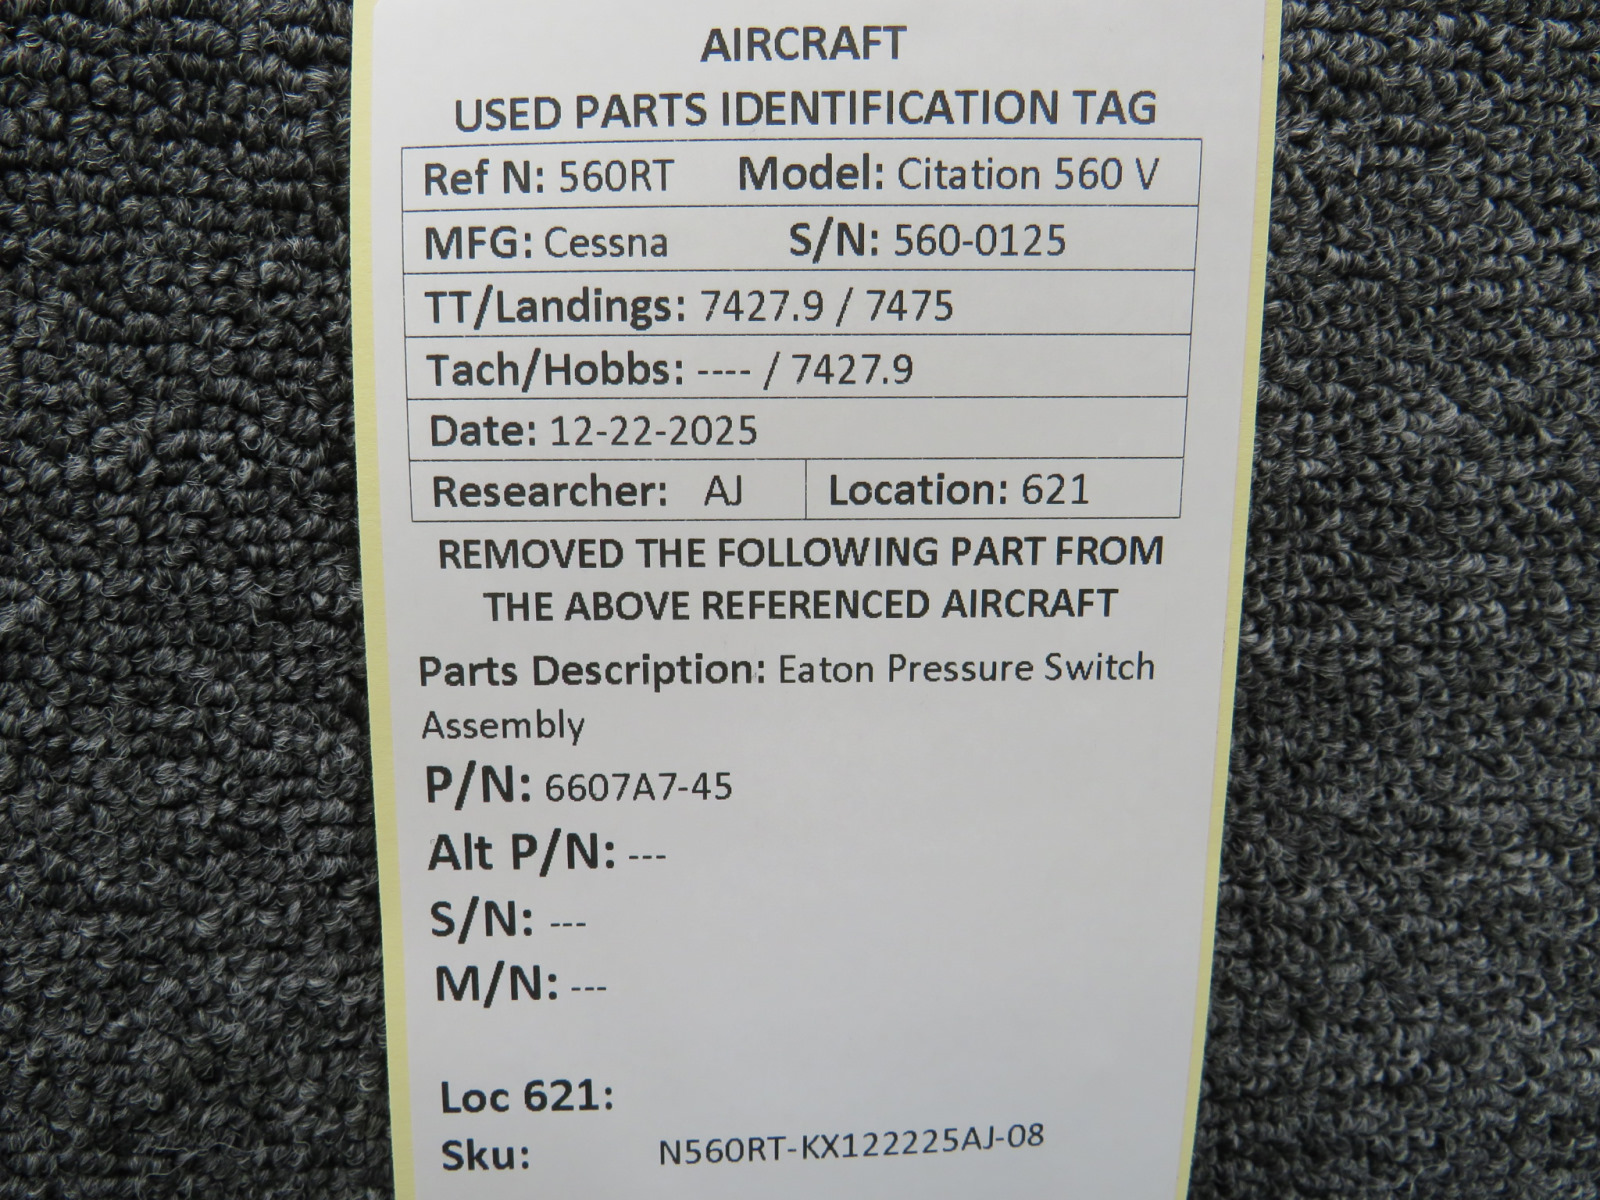 AIRCRAFT
USED PARTS IDENTIFICATION TAG
Ref N: 560RT Model: Citation 560 V
MFG: Cessna S/N: 560-0125
TT/Landings: 7427.9 / 7475
Tach/Hobbs: ---- / 7427.9
Date: 12-22-2025
Researcher: AJ Location: 621
REMOVED THE FOLLOWING PART FROM
THE ABOVE REFERENCED AIRCRAFT
Parts Description: Eaton Pressure Switch
Assembly
P/N: 6607A7-45
Alt P/N: ---
S/N: ---
M/N: ---
Loc 621:
Sku: N560RT-KX122225AJ-08